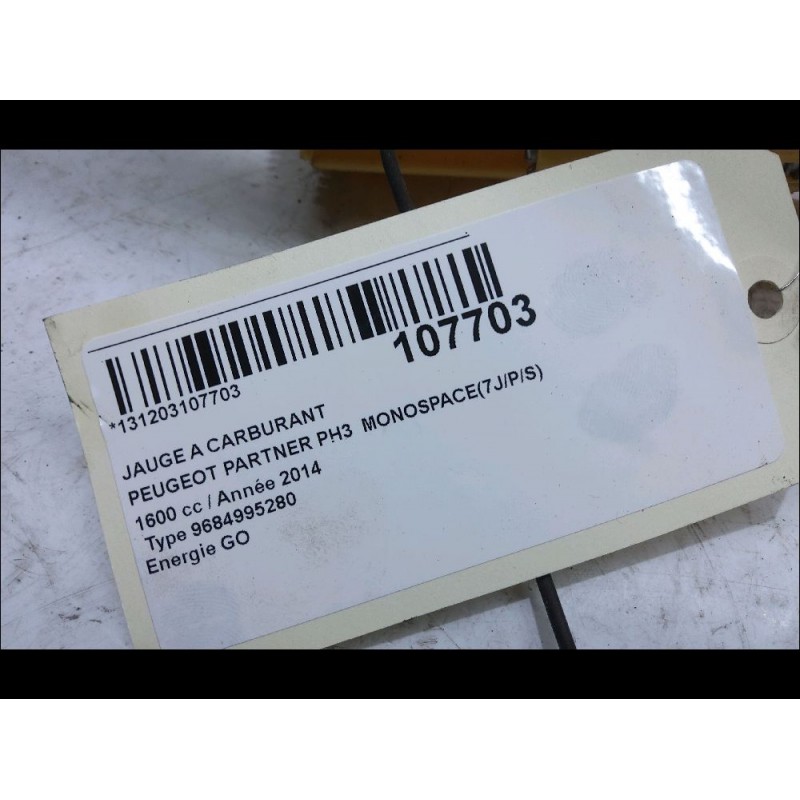 107703
*131203107703
JAUGE A CARBURANT
PEUGEOT PARTNER PH3 MONOSPACE(7J/P/S)
1600 cc / Année 2014
Type 9684995280
Energie GO